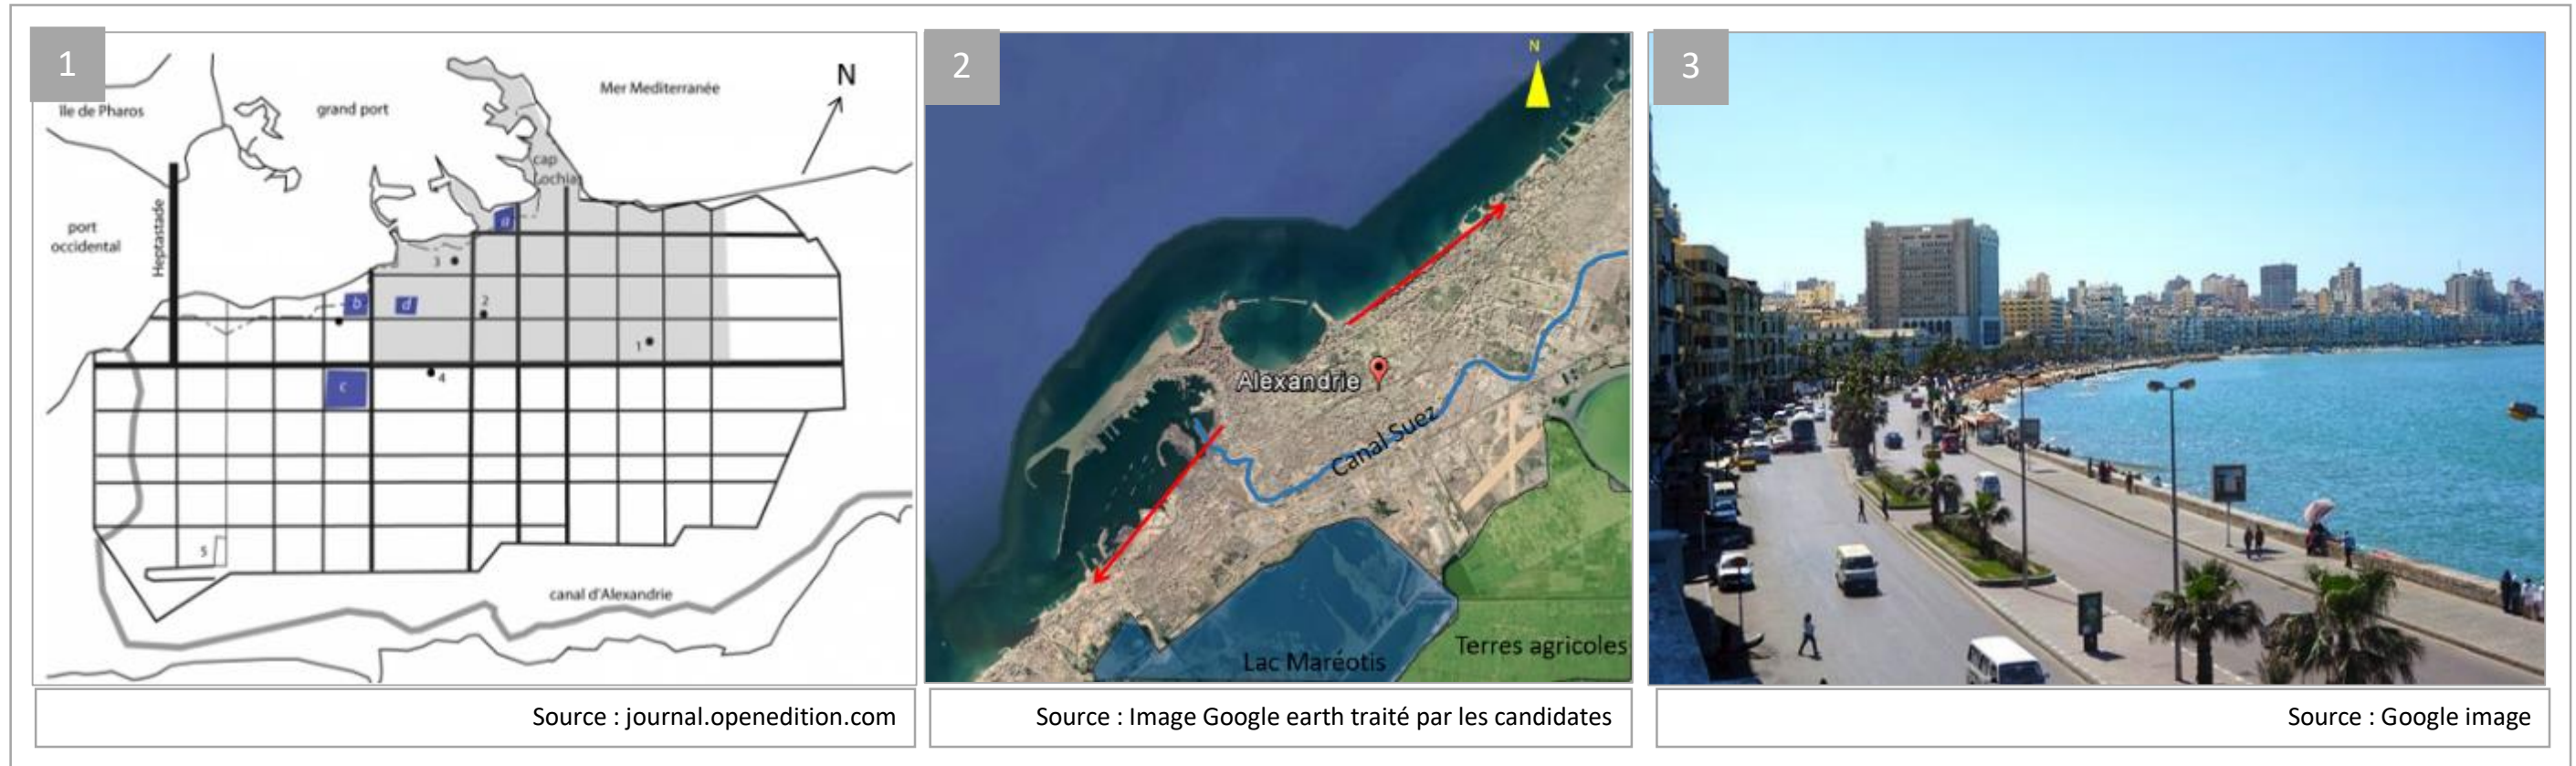 1
N
île de Pharos
grand port
Mer Mediterranée
cap
Lochias
port
occidental
Heptastade
a
3
b
d
2
1
c
4
5
canal d'Alexandrie
Source : journal.openedition.com
2
N
Alexandrie
Canal Suez
Lac Maréotis
Terres agricoles
Source : Image Google earth traité par les candidates
3
Source : Google image